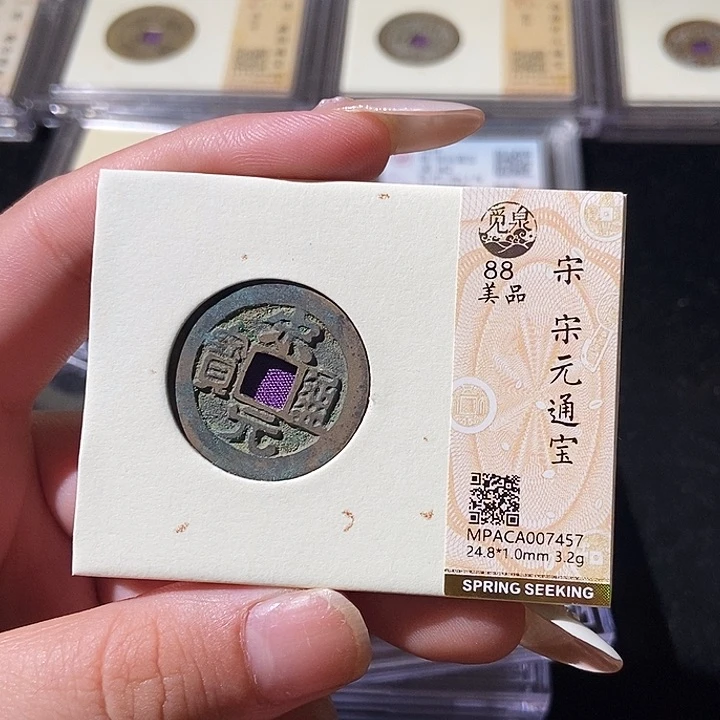 宋
元
通
寶
觅泉
88
美品
宋 宋元通宝
MPACA007457
24.8*1.0mm 3.2g
SPRING SEEKING